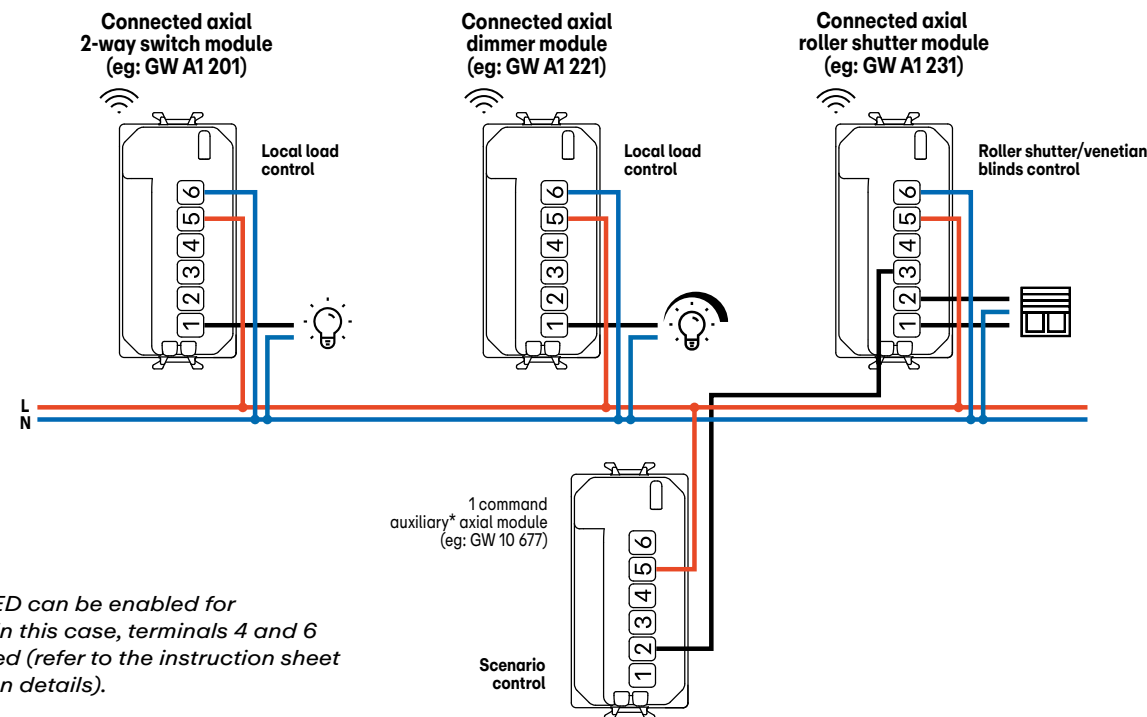 Connected axial
2-way switch module
(eg: GW A1 201)
Connected axial
dimmer module
(eg: GW A1 221)
Connected axial
roller shutter module
(eg: GW A1 231)
Local load
control
6
5
4
3
2
1
Local load
control
6
5
4
3
2
1
Roller shutter/venetian
blinds control
6
5
4
3
2
1
L
N
1 command
auxiliary* axial module
(eg: GW 10 677)
6
5
4
3
2
1
Scenario
control
ED can be enabled for
in this case, terminals 4 and 6
ed (refer to the instruction sheet
n details).